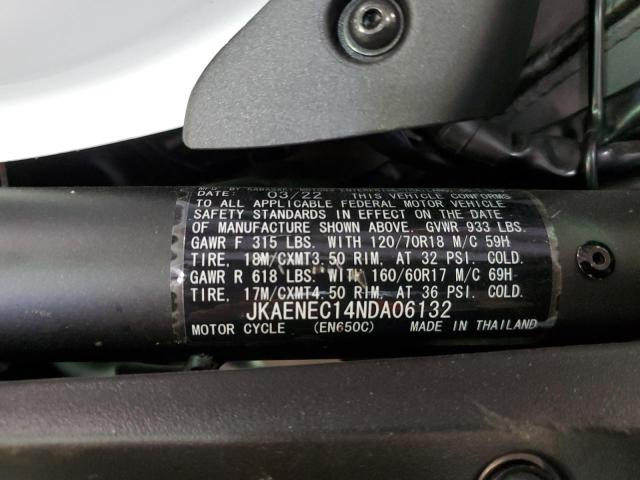 DATE: 03/22 THIS VEHICLE CONFORMS
TO ALL APPLICABLE FEDERAL MOTOR VEHICLE
SAFETY STANDARDS IN EFFECT ON THE DATE
OF MANUFACTURE SHOWN ABOVE. GVWR 933 LBS.
GAWR F 315 LBS. WITH 120/70R18 M/C 59H
TIRE, 18M/CXMT3.50 RIM, AT 32 PSI. COLD.
GAWR R 618 LBS. WITH 160/60R17 M/C 69H
TIRE, 17M/CXMT4.50 RIM, AT 36 PSI. COLD.
JKAENEC14NDA06132
MOTOR CYCLE (EN650C) MADE IN THAILAND